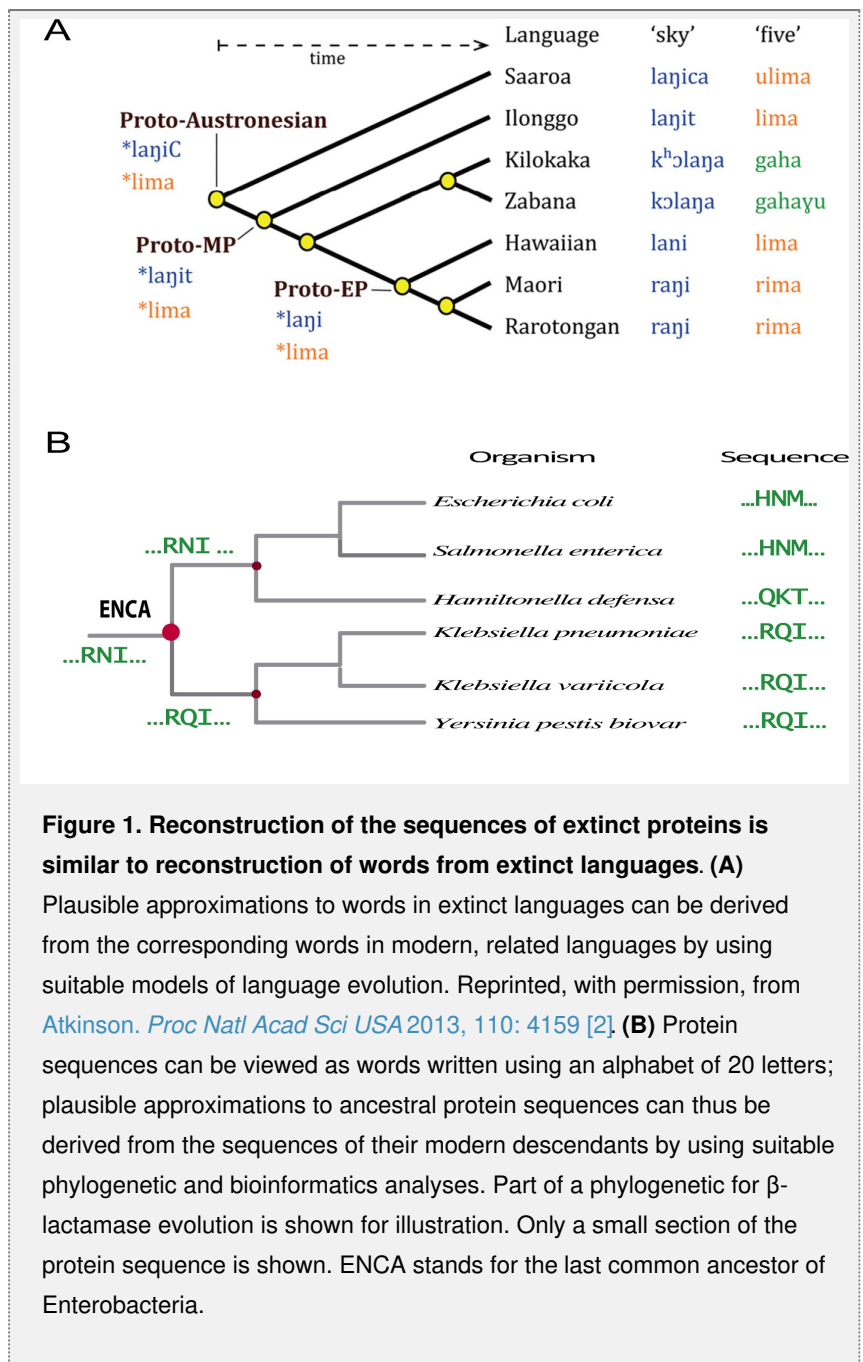 A
time
Language ‘sky’ ‘five’
Saaroa laŋica ulima
Proto-Austronesian
*laŋiC
*lima
Ilonggo laŋit lima
Kilokaka kʰɔlaŋa gaha
Zabana kɔlaŋa gahaɣu
Proto-MP
*laŋit
*lima
Hawaiian lani lima
Proto-EP
*laŋi
*lima
Maori raŋi rima
Rarotongan raŋi rima
B
Organism Sequence
Escherichia coli ...HNM...
...RNI ...
Salmonella enterica ...HNM...
Hamiltonella defensa ...QKT...
ENCA
...RNI...
Klebsiella pneumoniae ...RQI...
Klebsiella variicola ...RQI...
...RQI...
Yersinia pestis biovar ...RQI...
Figure 1. Reconstruction of the sequences of extinct proteins is
similar to reconstruction of words from extinct languages. (A)
Plausible approximations to words in extinct languages can be derived
from the corresponding words in modern, related languages by using
suitable models of language evolution. Reprinted, with permission, from
Atkinson. Proc Natl Acad Sci USA 2013, 110: 4159 [2]. (B) Protein
sequences can be viewed as words written using an alphabet of 20 letters;
plausible approximations to ancestral protein sequences can thus be
derived from the sequences of their modern descendants by using suitable
phylogenetic and bioinformatics analyses. Part of a phylogenetic for β-
lactamase evolution is shown for illustration. Only a small section of the
protein sequence is shown. ENCA stands for the last common ancestor of
Enterobacteria.